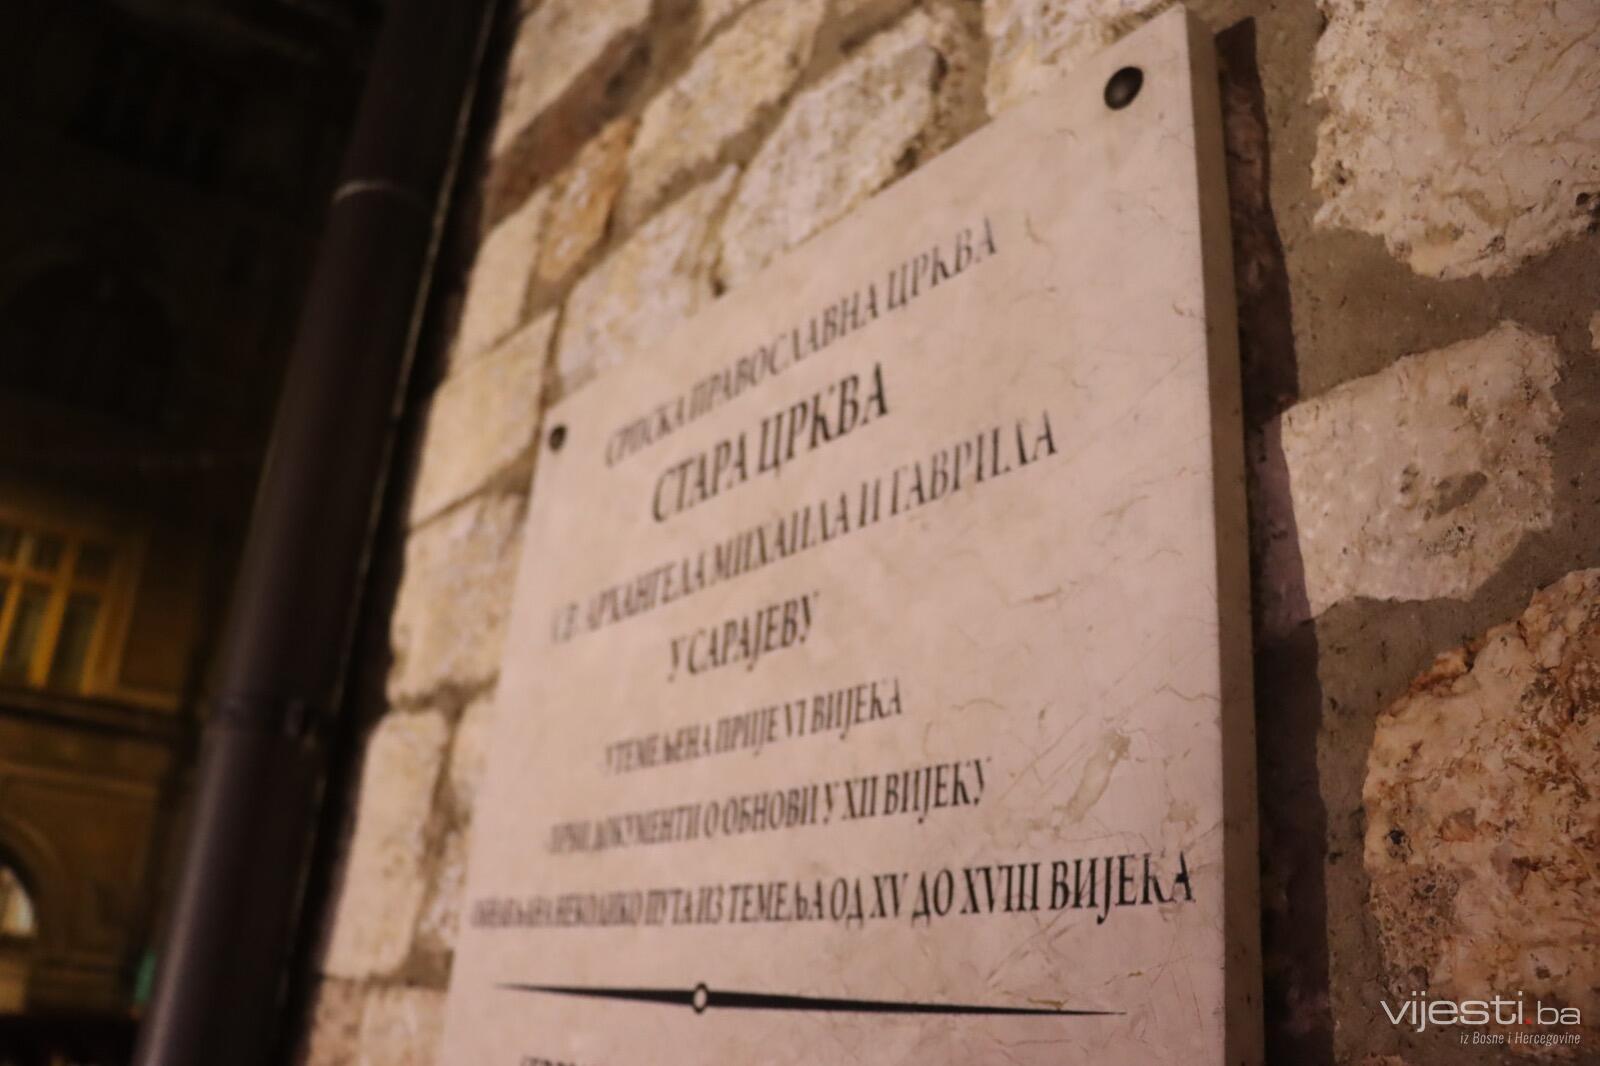 СРПСКА ПРАВОСЛАВНА ЦРКВА
СТАРА ЦРКВА
СВ. АРХАНГЕЛА МИХАИЛА И ГАВРИЛА
У САРАЈЕВУ
УТЕМЕЉЕНА ПРИЈЕ VI ВИЈЕКА
ПРВИ ДОКУМЕНТИ О ОБНОВИ У XII ВИЈЕКУ
ОБНАВЉАНА НЕКОЛИКО ПУТА ИЗ ТЕМЕЉА ОД XV ДО XVIII ВИЈЕКА
vijesti.ba
iz Bosne i Hercegovine